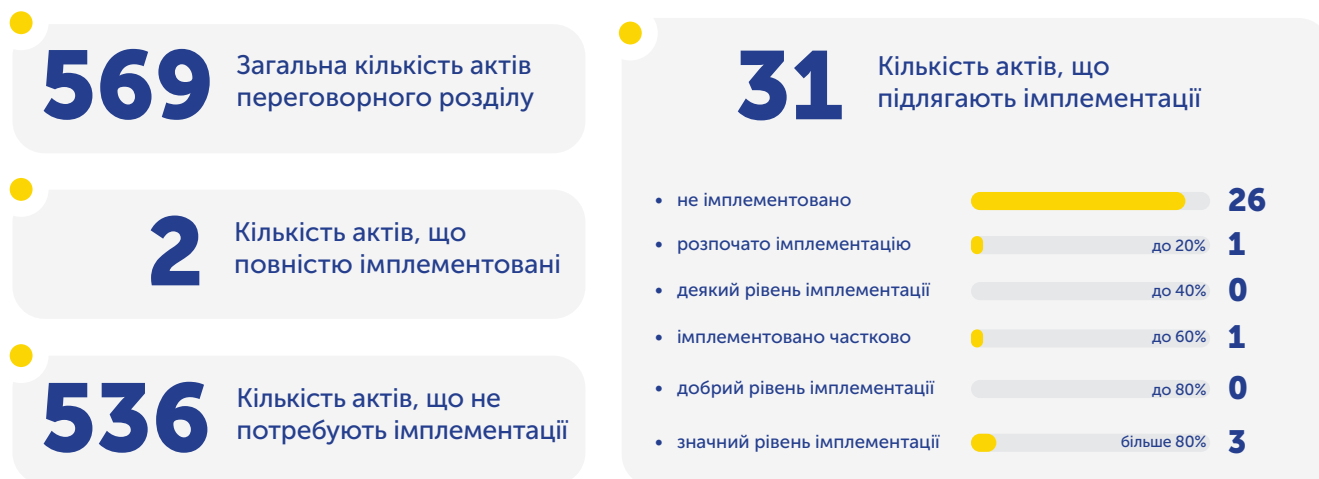 569
Загальна кількість актів
переговорного розділу
2
Кількість актів, що
повністю імплементовані
536
Кількість актів, що не
потребують імплементації
31
Кількість актів, що
підлягають імплементації
• не імплементовано 26
• розпочато імплементацію до 20% 1
• деякий рівень імплементації до 40% 0
• імплементовано частково до 60% 1
• добрий рівень імплементації до 80% 0
• значний рівень імплементації більше 80% 3